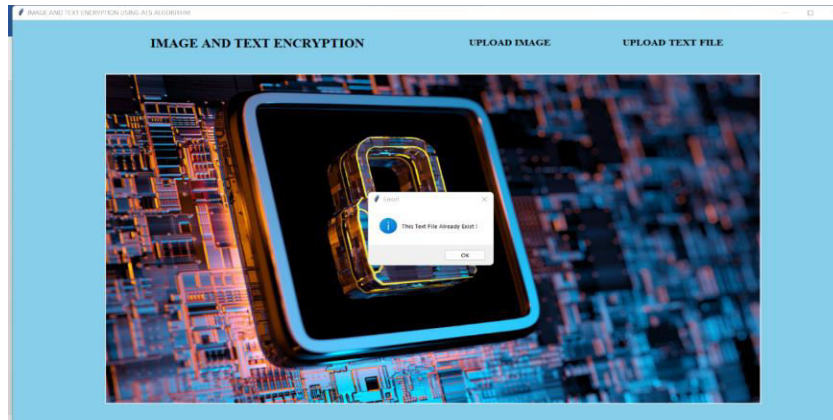 IMAGE AND TEXT ENCRYPTION USING AES ALGORITHM
IMAGE AND TEXT ENCRYPTION UPLOAD IMAGE UPLOAD TEXT FILE
This Text File Already Exist !
OK